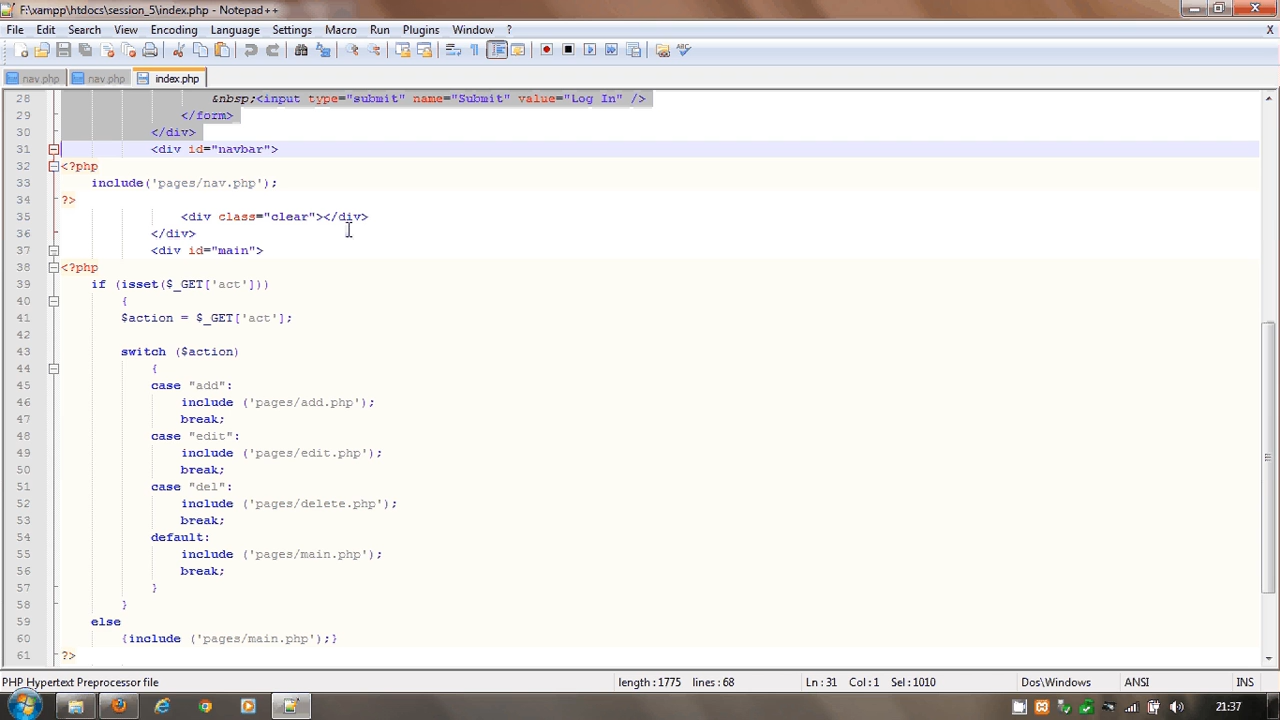 F:\xampp\htdocs\session_5\index.php - Notepad++
File Edit Search View Encoding Language Settings Macro Run Plugins Window ? X
nav.php nav.php index.php
28 &nbsp;<input type="submit" name="Submit" value="Log In" />
29 </form>
30 </div>
31 <div id="navbar">
32 <?php
33 include('pages/nav.php');
34 ?>
35 <div class="clear"></div>
36 </div>
37 <div id="main">
38 <?php
39 if (isset($_GET['act']))
40 {
41 $action = $_GET['act'];
42
43 switch ($action)
44 {
45 case "add":
46 include ('pages/add.php');
47 break;
48 case "edit":
49 include ('pages/edit.php');
50 break;
51 case "del":
52 include ('pages/delete.php');
53 break;
54 default:
55 include ('pages/main.php');
56 break;
57 }
58 }
59 else
60 {include ('pages/main.php');}
61 ?>
PHP Hypertext Preprocessor file length : 1775 lines : 68 Ln : 31 Col : 1 Sel : 1010 Dos\Windows ANSI INS
21:37